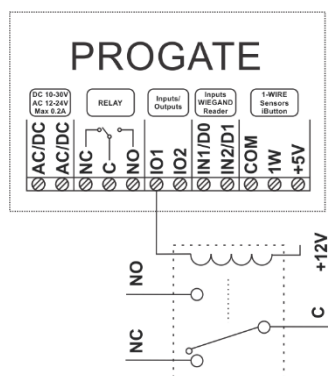 PROGATE
DC 10-30V
AC 12-24V
Max 0.2A
RELAY
Inputs/
Outputs
Inputs
WIEGAND
Reader
1-WIRE
Sensors
iButton
AC/DC
AC/DC
NC
C
NO
IO1
IO2
IN1/D0
IN2/D1
COM
1W
+5V
+12V
NO
C
NC